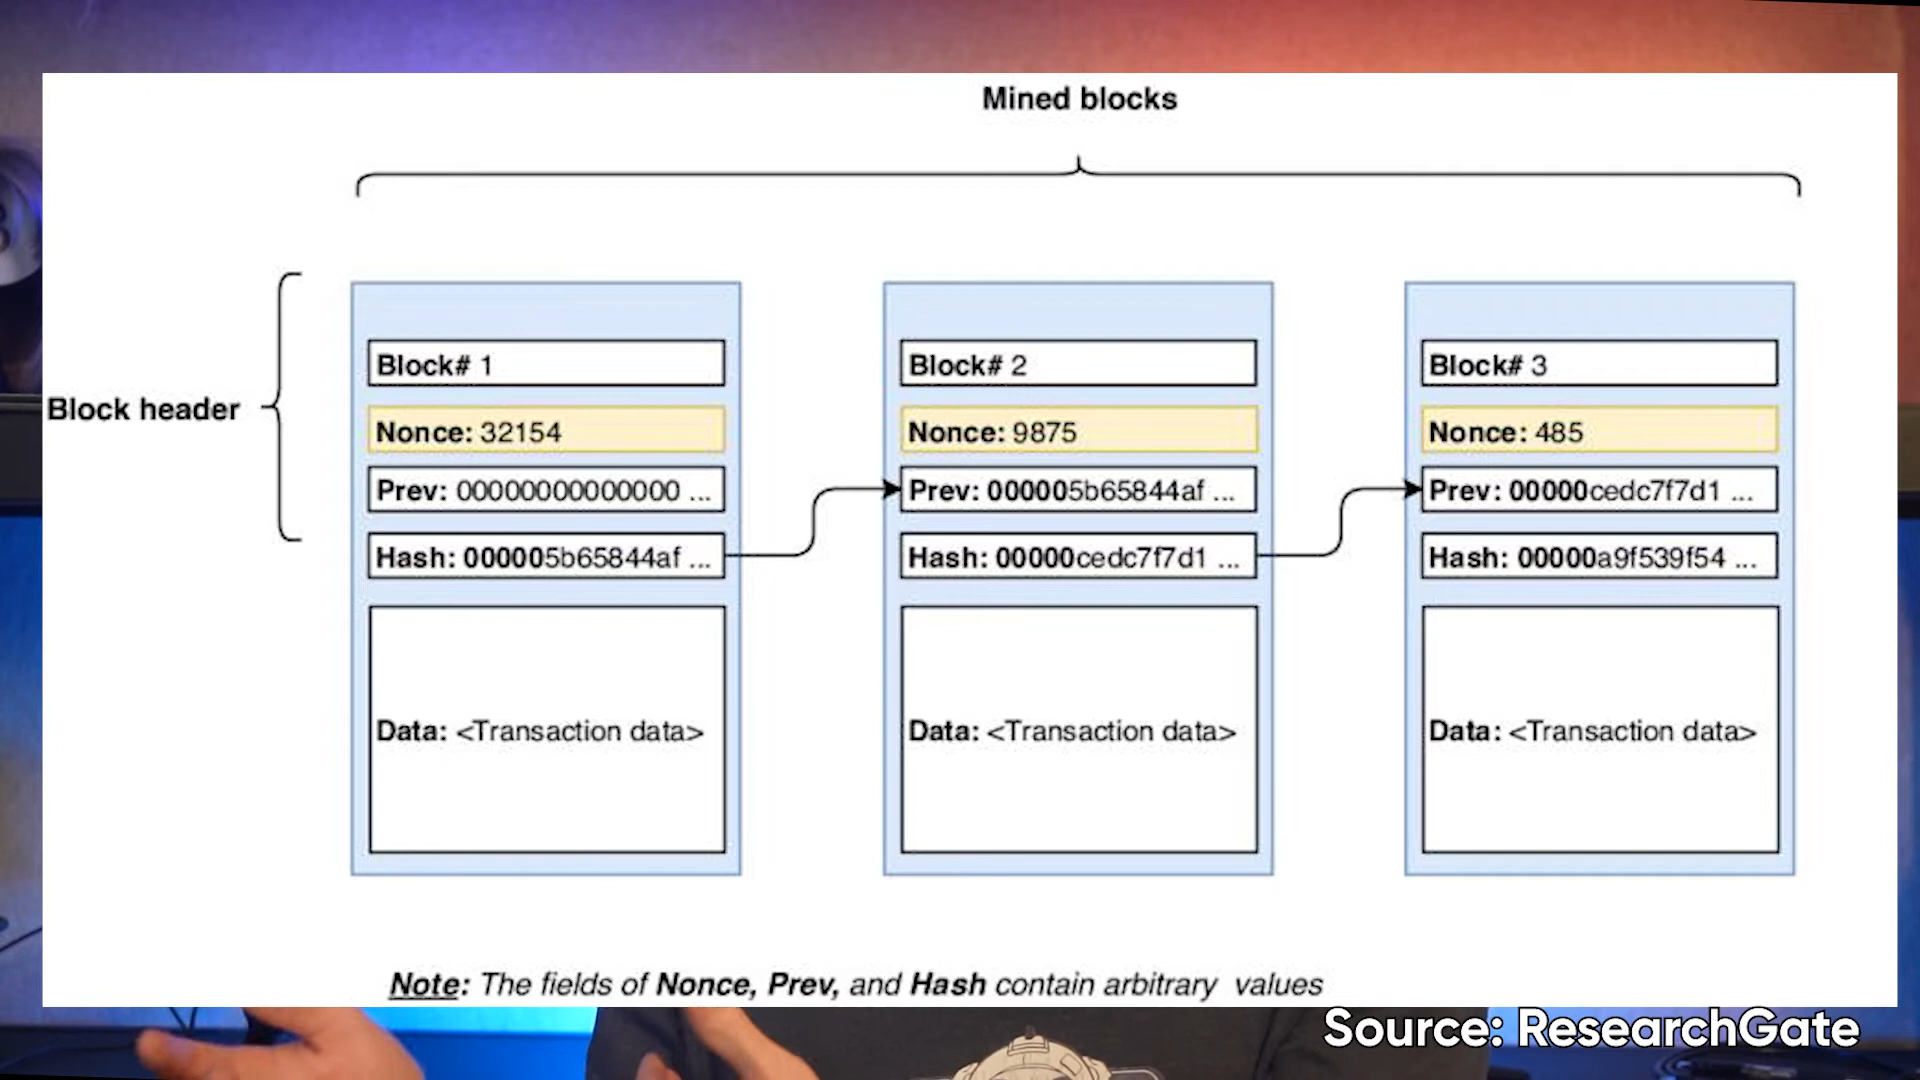 Mined blocks
Block header
Block# 1
Nonce: 32154
Prev: 00000000000000 ...
Hash: 000005b65844af ...
Data: <Transaction data>
Block# 2
Nonce: 9875
Prev: 000005b65844af ...
Hash: 00000cedc7f7d1 ...
Data: <Transaction data>
Block# 3
Nonce: 485
Prev: 00000cedc7f7d1 ...
Hash: 00000a9f539f54 ...
Data: <Transaction data>
Note: The fields of Nonce, Prev, and Hash contain arbitrary values
Source: ResearchGate